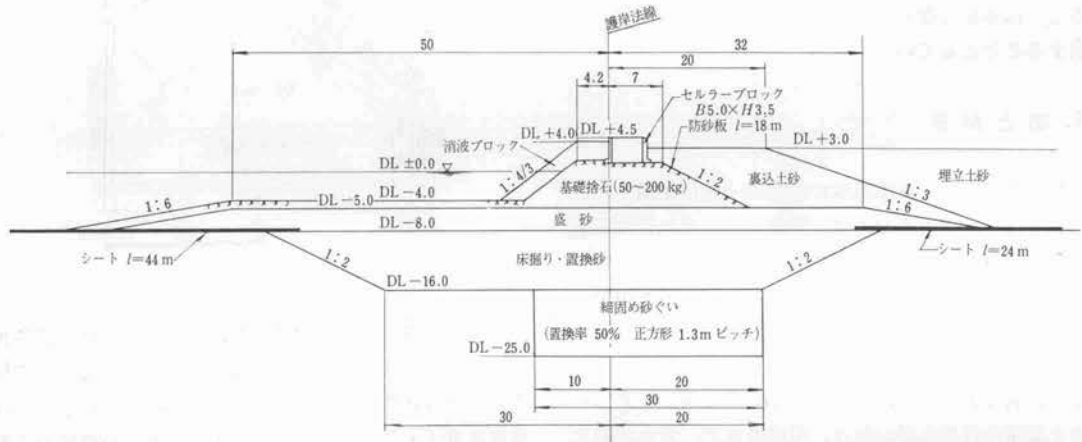 護岸法線
50
32
20
4.2
7
セルラーブロック
B5.0×H3.5
防砂板 l=18m
DL+4.0
DL+4.5
DL+3.0
消波ブロック
DL±0.0
1:4/3
1:2
基礎捨石(50〜200kg)
裏込土砂
埋立土砂
1:3
DL-4.0
DL-5.0
1:6
1:6
盛砂
DL-8.0
シート l=44m
シート l=24m
1:2
床掘り・置換砂
1:2
DL-16.0
締固め砂ぐい
(置換率 50% 正方形 1.3m ピッチ)
DL-25.0
10
20
30
30
20